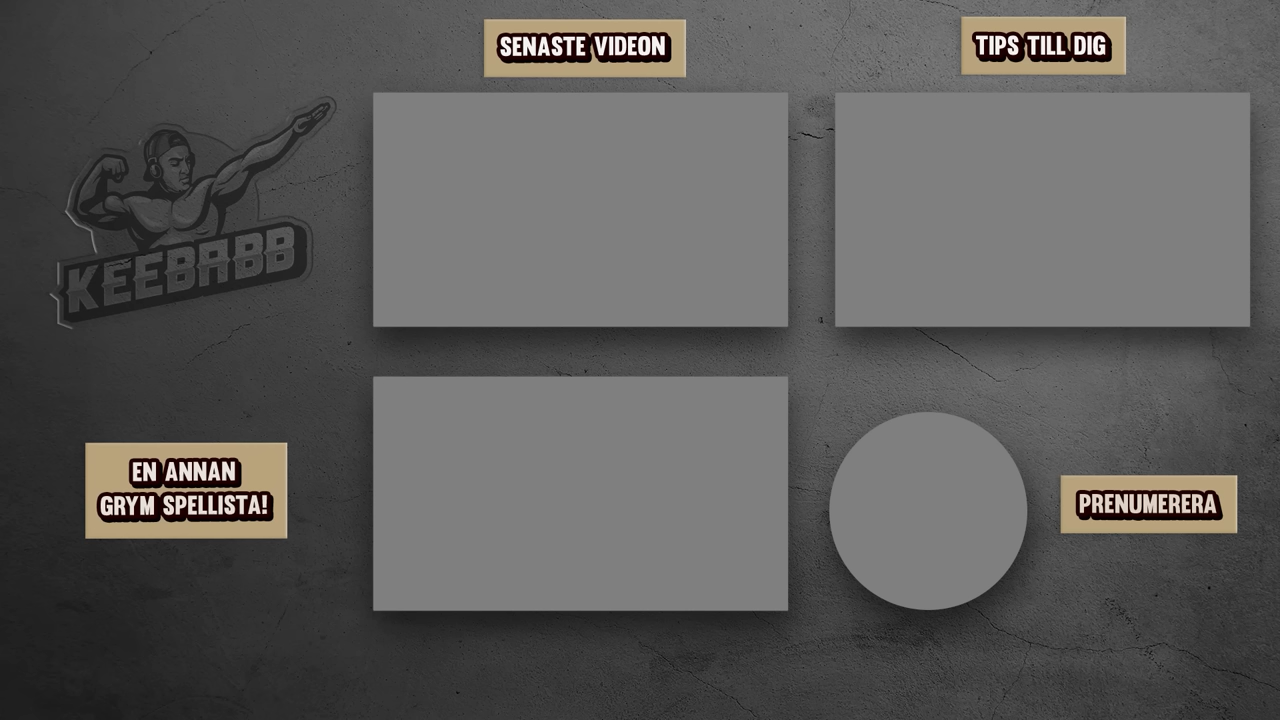 SENASTE VIDEON
TIPS TILL DIG
KEEBABB
EN ANNAN
GRYM SPELLISTA!
PRENUMERERA